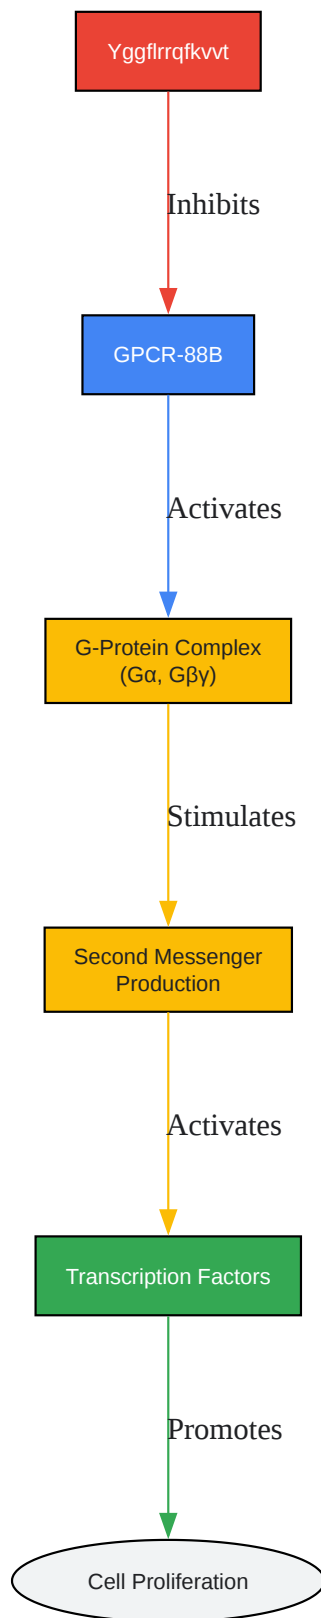 Yggflrrqfkvvt
Inhibits
GPCR-88B
Activates
G-Protein Complex
(Gα, Gβγ)
Stimulates
Second Messenger
Production
Activates
Transcription Factors
Promotes
Cell Proliferation